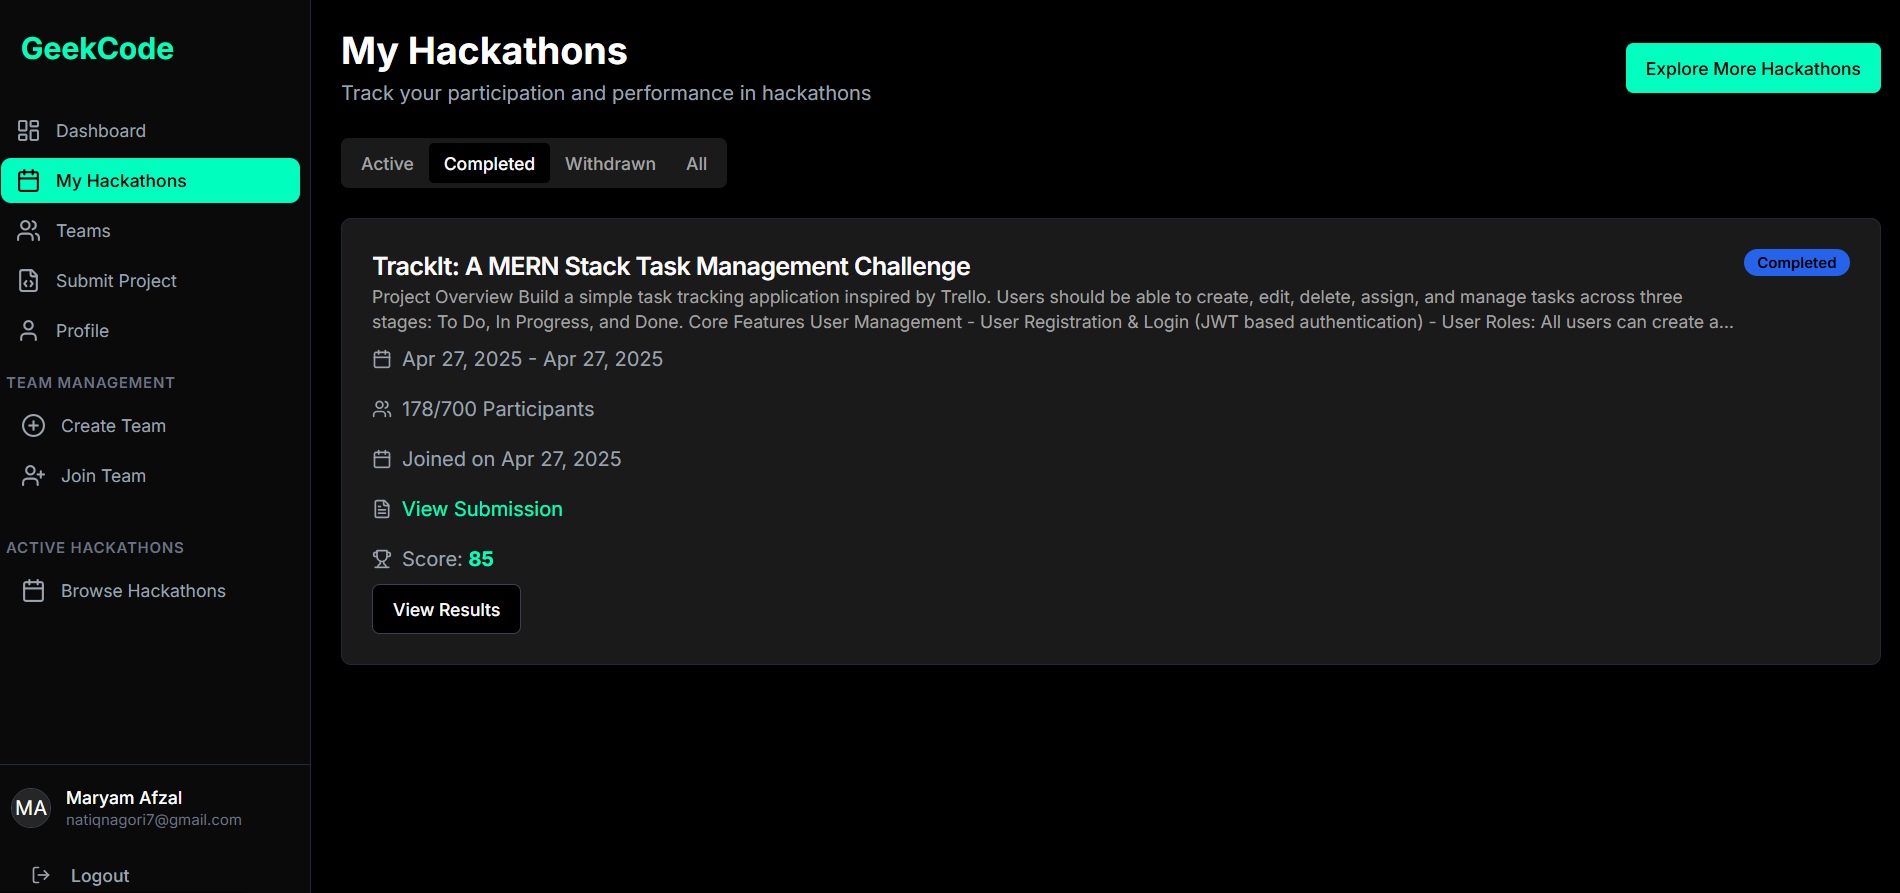 GeekCode
Dashboard
My Hackathons
Teams
Submit Project
Profile
TEAM MANAGEMENT
Create Team
Join Team
ACTIVE HACKATHONS
Browse Hackathons
MA
Maryam Afzal
natiqnagori7@gmail.com
Logout
My Hackathons
Track your participation and performance in hackathons
Explore More Hackathons
Active Completed Withdrawn All
TrackIt: A MERN Stack Task Management Challenge
Completed
Project Overview Build a simple task tracking application inspired by Trello. Users should be able to create, edit, delete, assign, and manage tasks across three
stages: To Do, In Progress, and Done. Core Features User Management - User Registration & Login (JWT based authentication) - User Roles: All users can create a...
Apr 27, 2025 - Apr 27, 2025
178/700 Participants
Joined on Apr 27, 2025
View Submission
Score: 85
View Results